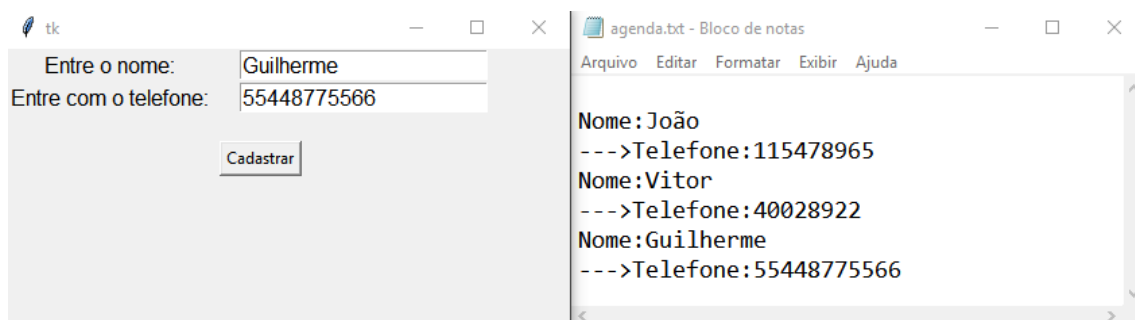 tk
Entre o nome: Guilherme
Entre com o telefone: 55448775566
Cadastrar
agenda.txt - Bloco de notas
Arquivo Editar Formatar Exibir Ajuda
Nome:João
--->Telefone:115478965
Nome:Vitor
--->Telefone:40028922
Nome:Guilherme
--->Telefone:55448775566